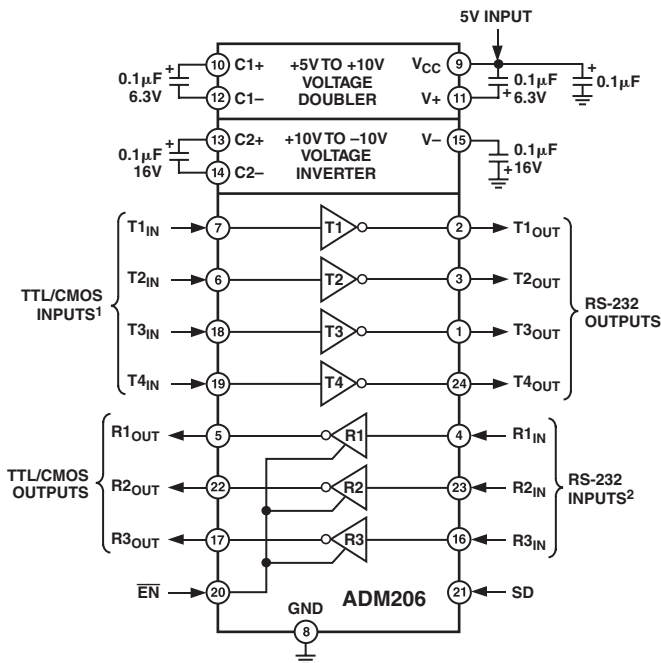 5V INPUT
0.1μF
6.3V
+
10
C1+
12
C1–
+5V TO +10V
VOLTAGE
DOUBLER
VCC
9
V+
11
+
0.1μF
6.3V
+
0.1μF
0.1μF
16V
+
13
C2+
14
C2–
+10V TO –10V
VOLTAGE
INVERTER
V–
15
0.1μF
+
16V
TTL/CMOS
INPUTS1
T1IN
7
T1
2
T1OUT
T2IN
6
T2
3
T2OUT
T3IN
18
T3
1
T3OUT
T4IN
19
T4
24
T4OUT
RS-232
OUTPUTS
TTL/CMOS
OUTPUTS
R1OUT
5
R1
4
R1IN
R2OUT
22
R2
23
R2IN
R3OUT
17
R3
16
R3IN
RS-232
INPUTS2
EN
20
ADM206
21
SD
GND
8